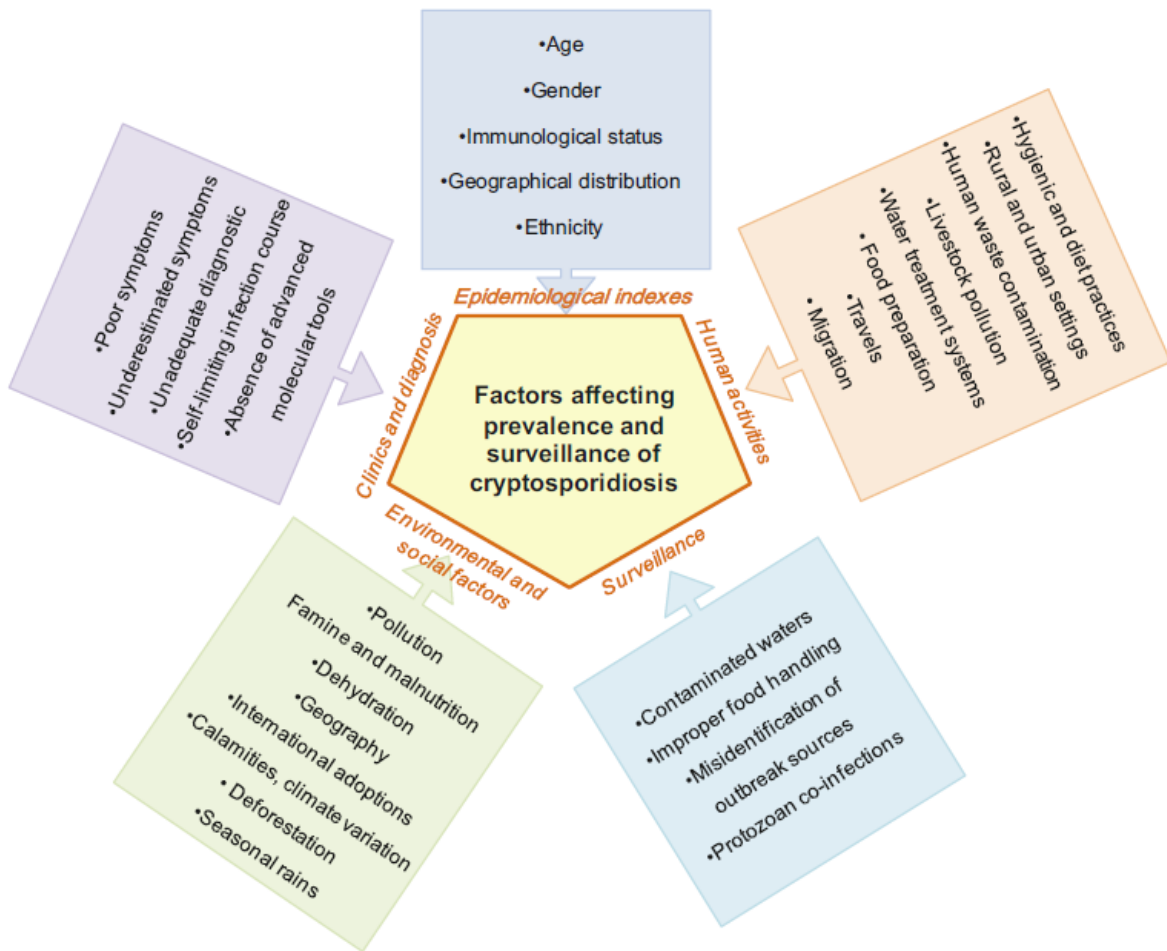 •Age
•Gender
•Immunological status
•Geographical distribution
•Ethnicity
Epidemiological indexes
•Hygienic and diet practices
•Rural and urban settings
•Human waste contamination
•Livestock pollution
•Water treatment systems
• Food preparation
•Travels
• Migration
Human activities
•Poor symptoms
•Underestimated symptoms
•Unadequate diagnostic
•Self-limiting infection course
•Absence of advanced
molecular tools
Clinics and diagnosis
Factors affecting
prevalence and
surveillance of
cryptosporidiosis
Environmental and
social factors
•Pollution
Famine and malnutrition
•Dehydration
•Geography
•International adoptions
•Calamities, climate variation
• Deforestation
•Seasonal rains
Surveillance
•Contaminated waters
•Improper food handling
•Misidentification of
outbreak sources
•Protozoan co-infections